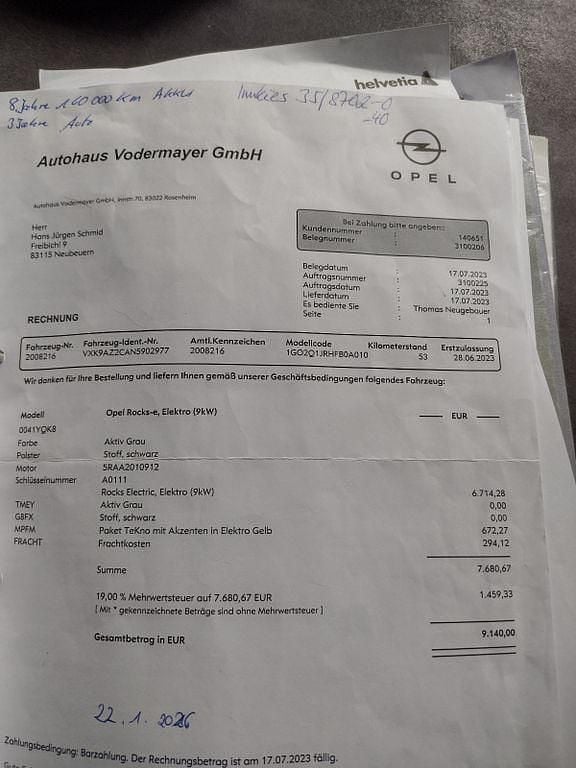 helvetia
8 Jahre 100 000 Km Akku
3 Jahre Auto
35/8702-0
-40
Autohaus Vodermayer GmbH
OPEL
Autohaus Vodermayer GmbH, Innstr.70, 83022 Rosenheim
Herr
Hans Jürgen Schmid
Freibichl 9
83115 Neubeuern
Bei Zahlung bitte angeben:
Kundennummer : 140651
Belegnummer : 3100206
Belegdatum : 17.07.2023
Auftragsnummer : 3100225
Auftragsdatum : 17.07.2023
Lieferdatum : 17.07.2023
Es bediente Sie : Thomas Neugebauer
Seite : 1
RECHNUNG
Fahrzeug-Nr. Fahrzeug-Ident.-Nr. Amtl.Kennzeichen Modellcode Kilometerstand Erstzulassung
2008216 VXK9AZ2CAN5902977 2008216 1GO2Q1JRHFB0A010 53 28.06.2023
Wir danken für Ihre Bestellung und liefern Ihnen gemäß unserer Geschäftsbedingungen folgendes Fahrzeug:
Modell Opel Rocks-e, Elektro (9kW) EUR
0041YQK8
Farbe Aktiv Grau
Polster Stoff, schwarz
Motor 5RAA2010912
Schlüsselnummer A0111
Rocks Electric, Elektro (9kW) 6.714,28
TMEY Aktiv Grau 0,00
GBFX Stoff, schwarz 0,00
MPFM Paket TeKno mit Akzenten in Elektro Gelb 672,27
FRACHT Frachtkosten 294,12
Summe 7.680,67
19,00 % Mehrwertsteuer auf 7.680,67 EUR 1.459,33
[ Mit * gekennzeichnete Beträge sind ohne Mehrwertsteuer ]
Gesamtbetrag in EUR 9.140,00
22.1.2026
Zahlungsbedingung: Barzahlung. Der Rechnungsbetrag ist am 17.07.2023 fällig.